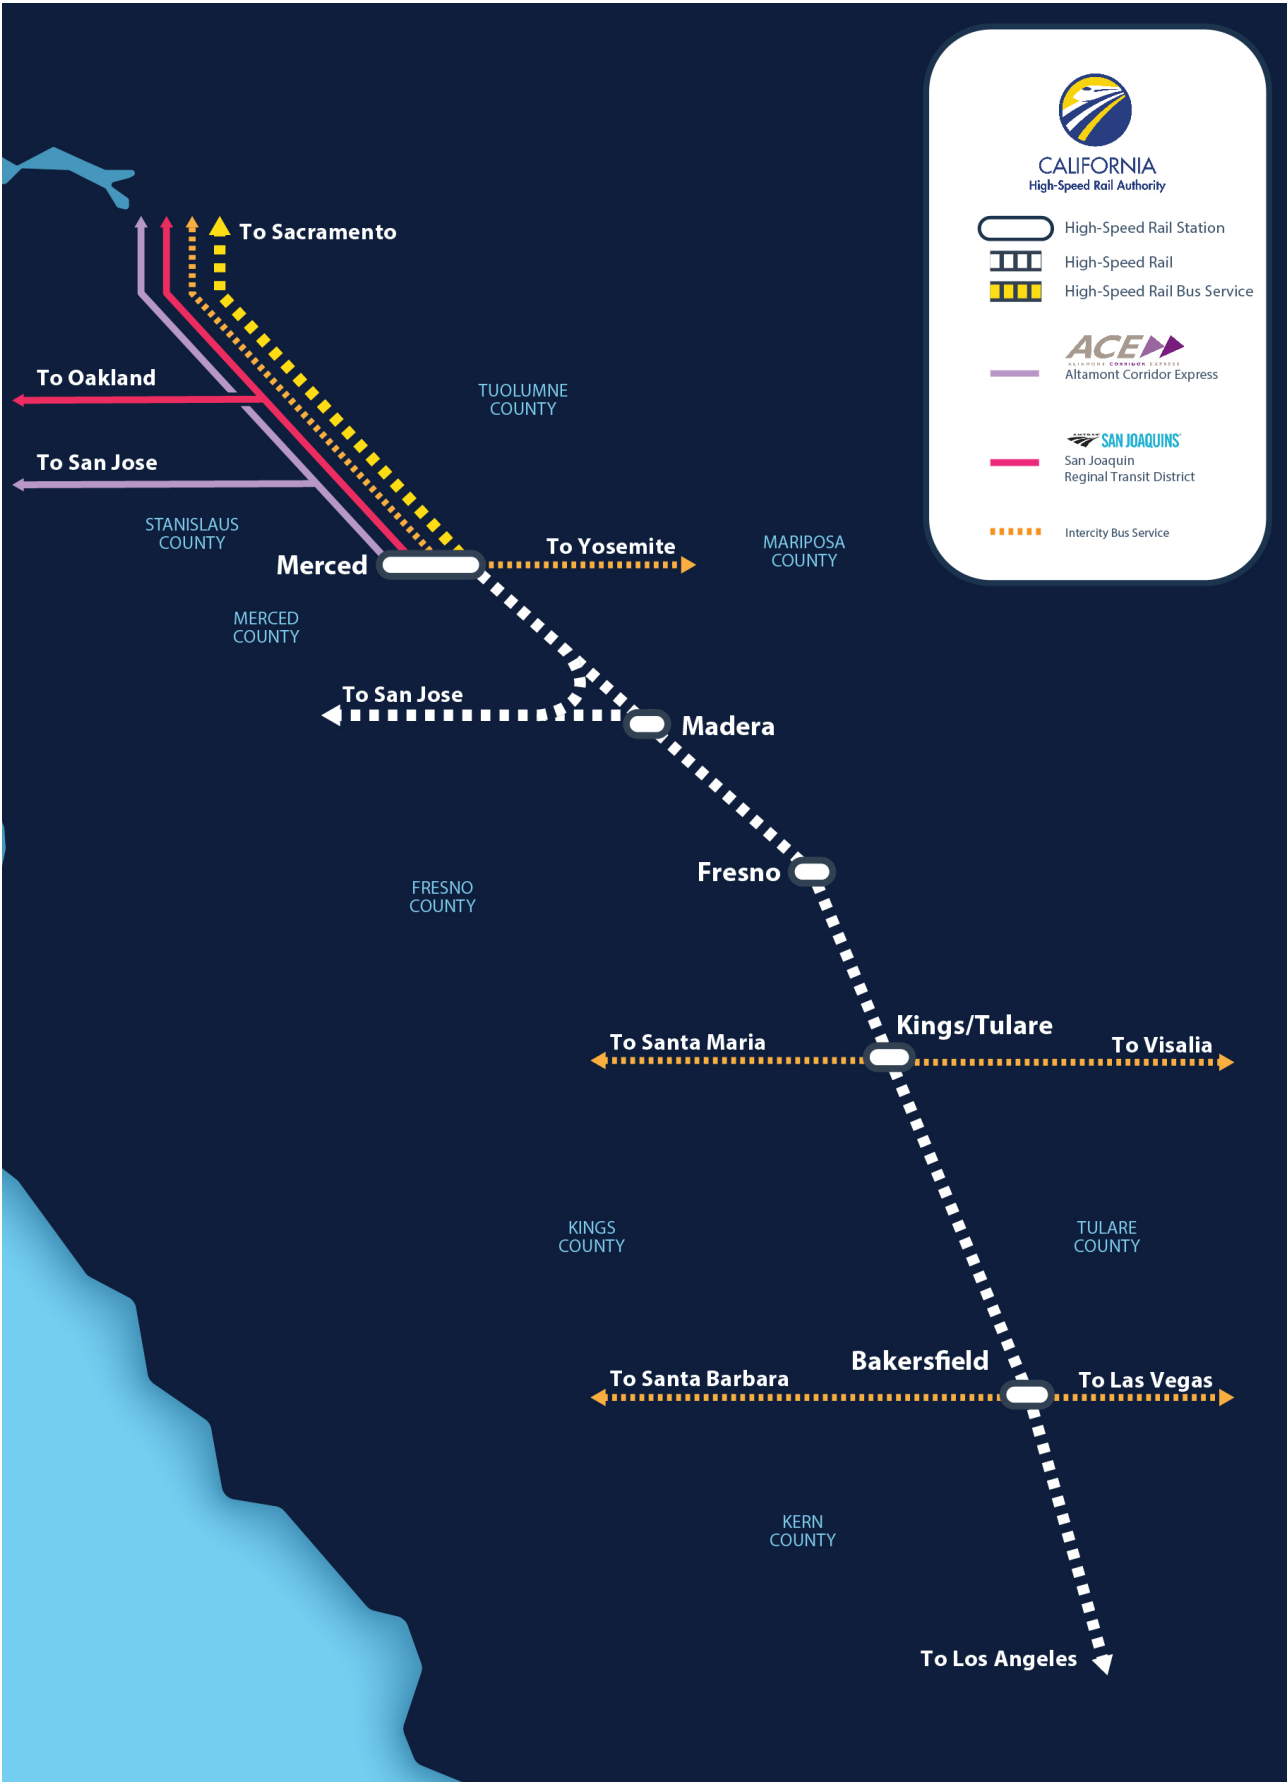 CALIFORNIA
High-Speed Rail Authority
High-Speed Rail Station
High-Speed Rail
High-Speed Rail Bus Service
ACE
ALTAMONT CORRIDOR EXPRESS
Altamont Corridor Express
AMTRAK
SAN JOAQUINS
San Joaquin
Reginal Transit District
Intercity Bus Service
To Sacramento
To Oakland
TUOLUMNE
COUNTY
To San Jose
STANISLAUS
COUNTY
To Yosemite
MARIPOSA
COUNTY
Merced
MERCED
COUNTY
To San Jose
Madera
Fresno
FRESNO
COUNTY
Kings/Tulare
To Santa Maria
To Visalia
KINGS
COUNTY
TULARE
COUNTY
Bakersfield
To Santa Barbara
To Las Vegas
KERN
COUNTY
To Los Angeles